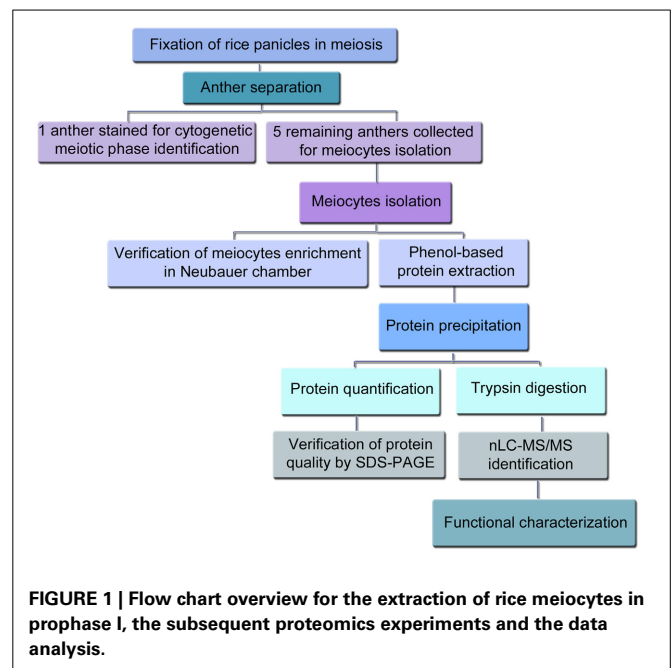 Fixation of rice panicles in meiosis
Anther separation
1 anther stained for cytogenetic
meiotic phase identification
5 remaining anthers collected
for meiocytes isolation
Meiocytes isolation
Verification of meiocytes enrichment
in Neubauer chamber
Phenol-based
protein extraction
Protein precipitation
Protein quantification
Trypsin digestion
Verification of protein
quality by SDS-PAGE
nLC-MS/MS
identification
Functional characterization
FIGURE 1 | Flow chart overview for the extraction of rice meiocytes in
prophase I, the subsequent proteomics experiments and the data
analysis.